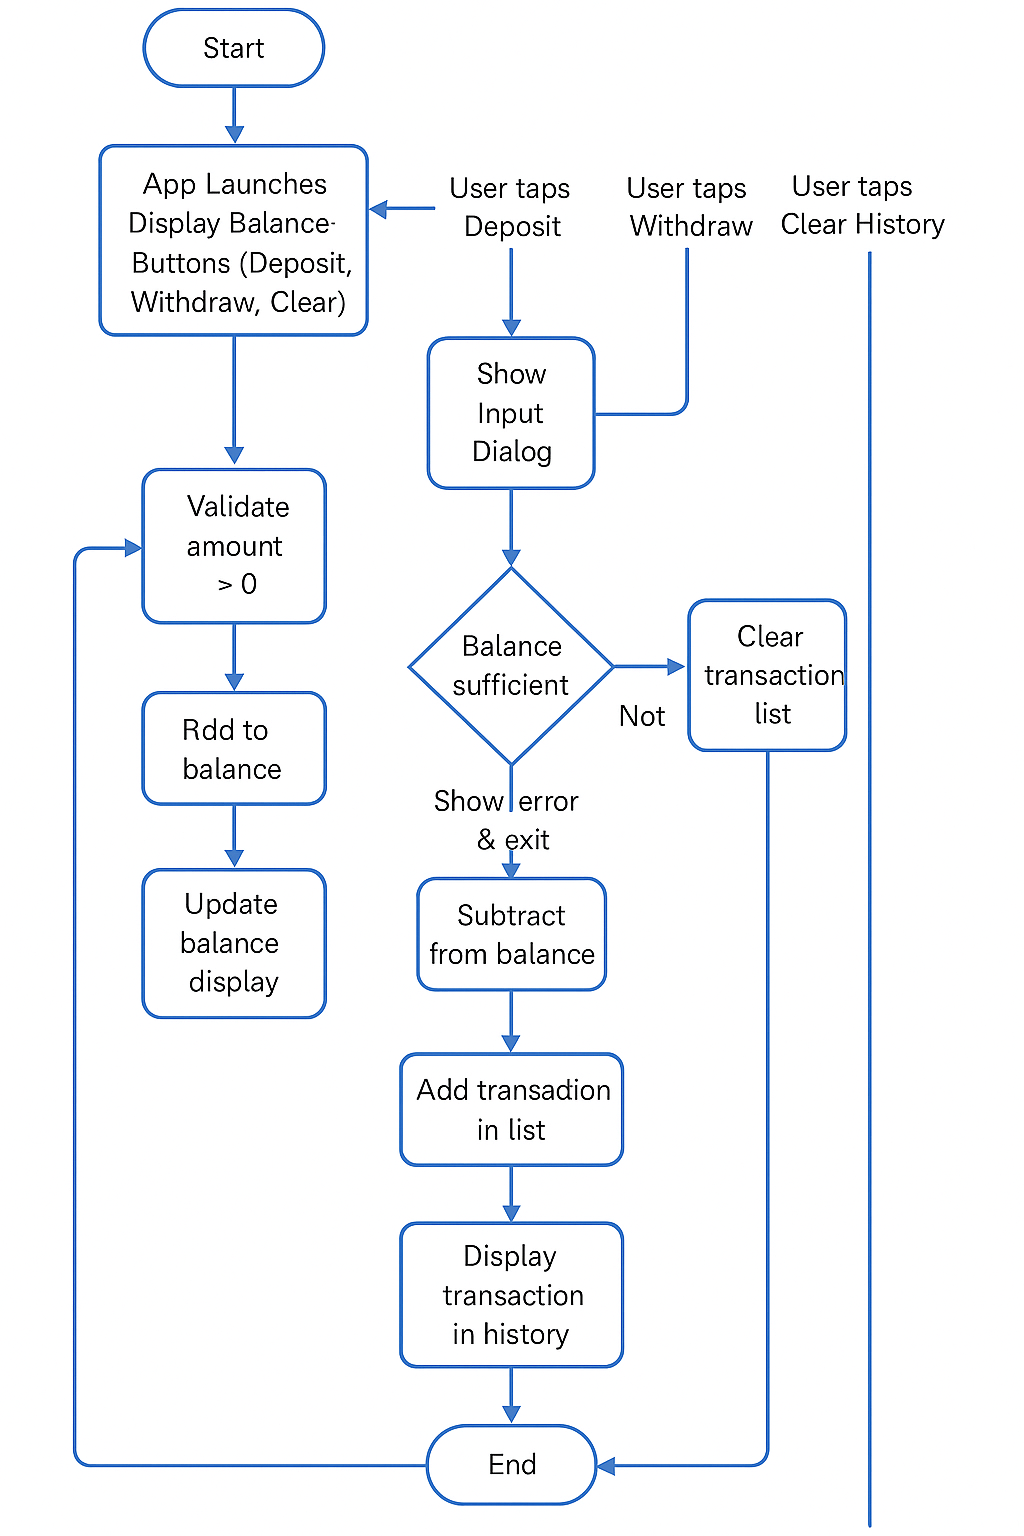 Start
App Launches
Display Balance-
Buttons (Deposit,
Withdraw, Clear)
User taps
Deposit
User taps
Withdraw
User taps
Clear History
Show
Input
Dialog
Validate
amount
> 0
Balance
sufficient
Not
Clear
transaction
list
Rdd to
balance
Show error
& exit
Update
balance
display
Subtract
from balance
Add transadion
in list
Display
transaction
in history
End